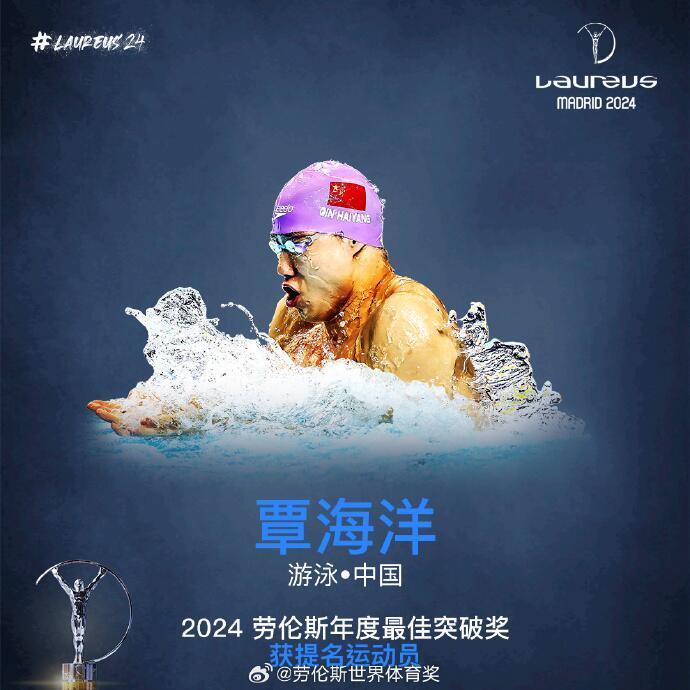 # LAUREUS 24
LAUREUS
MADRID 2024
speedo
QIN HAIYANG
覃海洋
游泳•中国
2024 劳伦斯年度最佳突破奖
获提名运动员
@劳伦斯世界体育奖